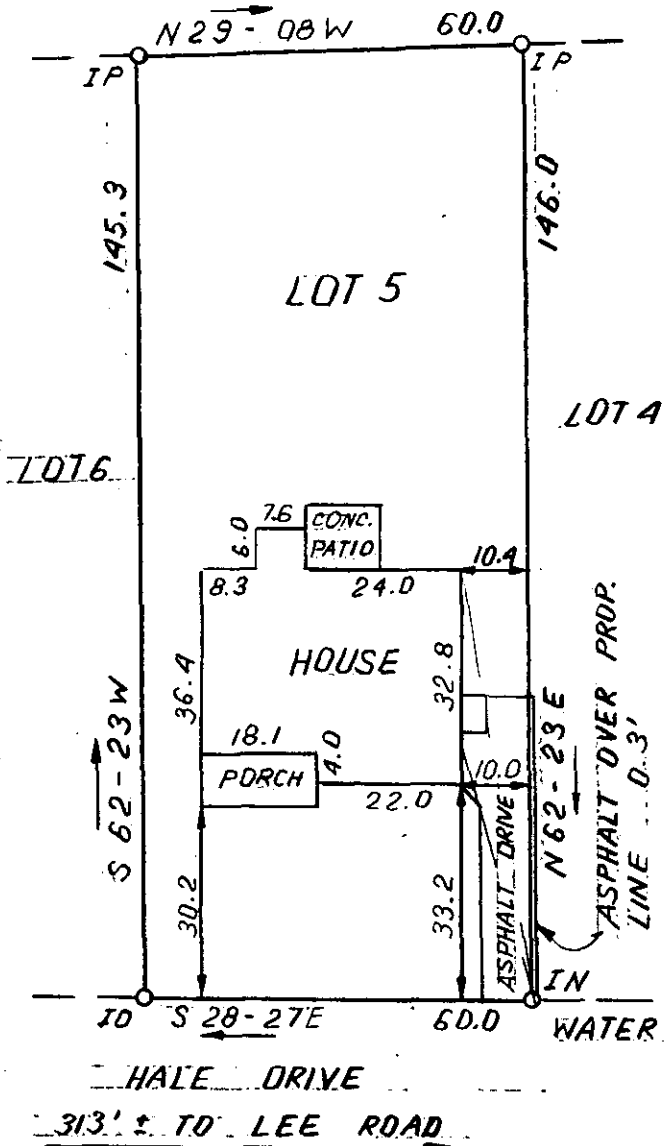 N29-08W 60.0
IP IP
145.3
146.0
LOT 5
LOT 4
LOT 6
7.6 CONC.
PATIO
6.0
8.3 24.0 10.4
HOUSE
36.4
32.8
18.1
PORCH
4.0
22.0 10.0
S 62-23W
N62-23E
ASPHALT OVER PROP.
LINE 0.3'
ASPHALT DRIVE
30.2
33.2
IN
IO S 28-27E 60.0 WATER
HALE DRIVE
313' ± TO LEE ROAD